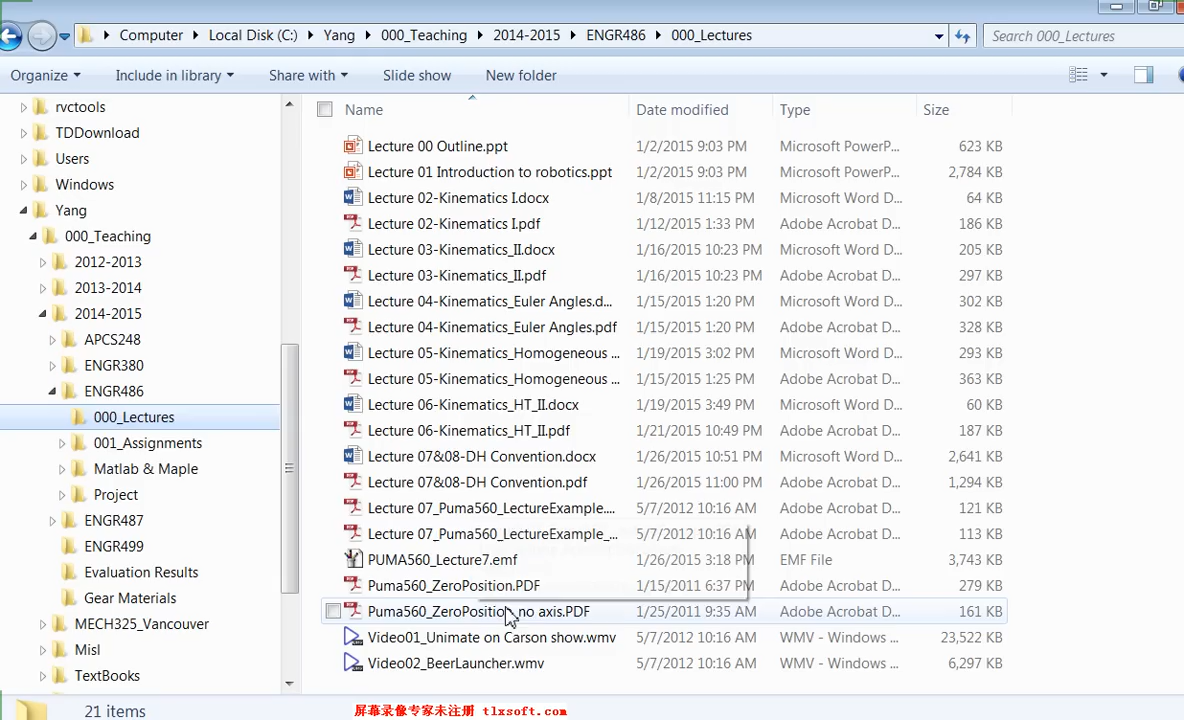 Computer Local Disk (C:) Yang 000_Teaching 2014-2015 ENGR486 000_Lectures Search 000_Lectures
Organize Include in library Share with Slide show New folder
rvctools
TDDownload
Users
Windows
Yang
000_Teaching
2012-2013
2013-2014
2014-2015
APCS248
ENGR380
ENGR486
000_Lectures
001_Assignments
Matlab & Maple
Project
ENGR487
ENGR499
Evaluation Results
Gear Materials
MECH325_Vancouver
Misl
TextBooks
Name Date modified Type Size
Lecture 00 Outline.ppt 1/2/2015 9:03 PM Microsoft PowerP... 623 KB
Lecture 01 Introduction to robotics.ppt 1/2/2015 9:03 PM Microsoft PowerP... 2,784 KB
Lecture 02-Kinematics I.docx 1/8/2015 11:15 PM Microsoft Word D... 64 KB
Lecture 02-Kinematics I.pdf 1/12/2015 1:33 PM Adobe Acrobat D... 186 KB
Lecture 03-Kinematics_II.docx 1/16/2015 10:23 PM Microsoft Word D... 205 KB
Lecture 03-Kinematics_II.pdf 1/16/2015 10:23 PM Adobe Acrobat D... 297 KB
Lecture 04-Kinematics_Euler Angles.d... 1/15/2015 1:20 PM Microsoft Word D... 302 KB
Lecture 04-Kinematics_Euler Angles.pdf 1/15/2015 1:20 PM Adobe Acrobat D... 328 KB
Lecture 05-Kinematics_Homogeneous ... 1/19/2015 3:02 PM Microsoft Word D... 293 KB
Lecture 05-Kinematics_Homogeneous ... 1/15/2015 1:25 PM Adobe Acrobat D... 363 KB
Lecture 06-Kinematics_HT_II.docx 1/19/2015 3:49 PM Microsoft Word D... 60 KB
Lecture 06-Kinematics_HT_II.pdf 1/21/2015 10:49 PM Adobe Acrobat D... 187 KB
Lecture 07&08-DH Convention.docx 1/26/2015 10:51 PM Microsoft Word D... 2,641 KB
Lecture 07&08-DH Convention.pdf 1/26/2015 11:00 PM Adobe Acrobat D... 1,294 KB
Lecture 07_Puma560_LectureExample.... 5/7/2012 10:16 AM Adobe Acrobat D... 121 KB
Lecture 07_Puma560_LectureExample_... 5/7/2012 10:16 AM Adobe Acrobat D... 113 KB
PUMA560_Lecture7.emf 1/26/2015 3:18 PM EMF File 3,743 KB
Puma560_ZeroPosition.PDF 1/15/2011 6:37 PM Adobe Acrobat D... 279 KB
Puma560_ZeroPosition_no axis.PDF 1/25/2011 9:35 AM Adobe Acrobat D... 161 KB
Video01_Unimate on Carson show.wmv 5/7/2012 10:16 AM WMV - Windows ... 23,522 KB
Video02_BeerLauncher.wmv 5/7/2012 10:16 AM WMV - Windows ... 6,297 KB
21 items
屏幕录像专家未注册 tlxsoft.com